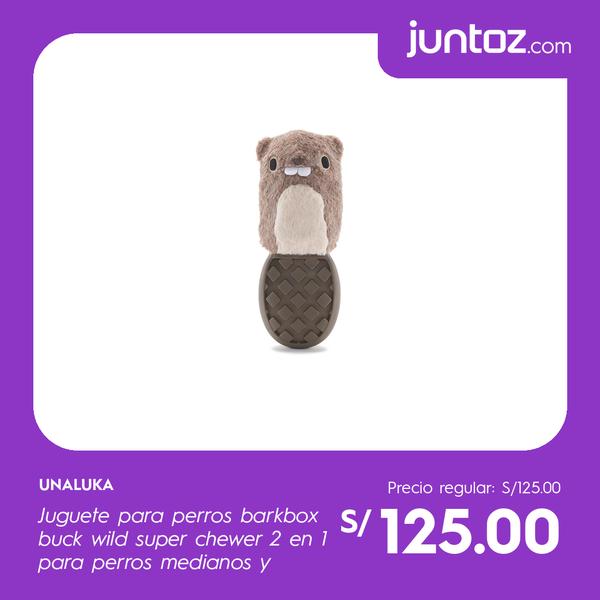 juntoz.com
UNALUKA
Juguete para perros barkbox
buck wild super chewer 2 en 1
para perros medianos y
Precio regular: S/125.00
S/125.00